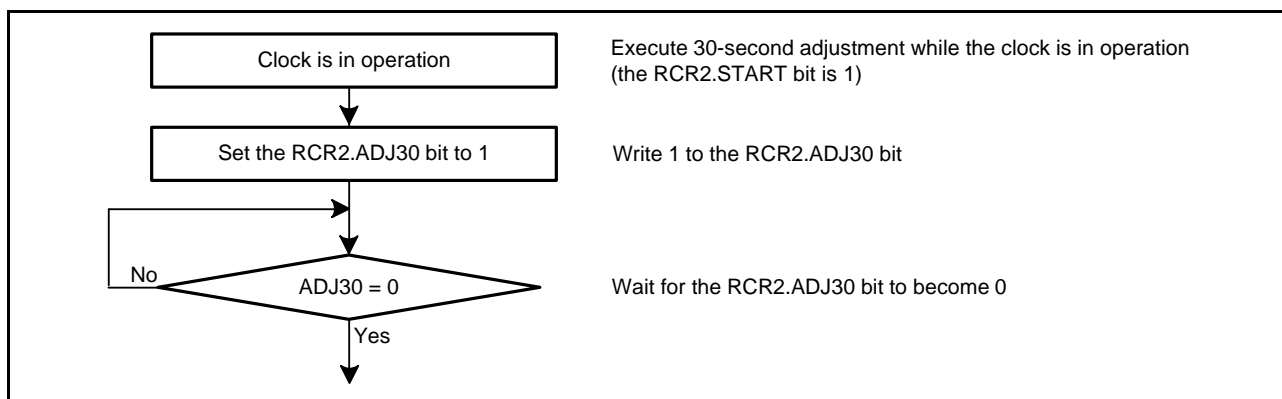 Clock is in operation
Execute 30-second adjustment while the clock is in operation
(the RCR2.START bit is 1)
Set the RCR2.ADJ30 bit to 1
Write 1 to the RCR2.ADJ30 bit
No
ADJ30 = 0
Wait for the RCR2.ADJ30 bit to become 0
Yes